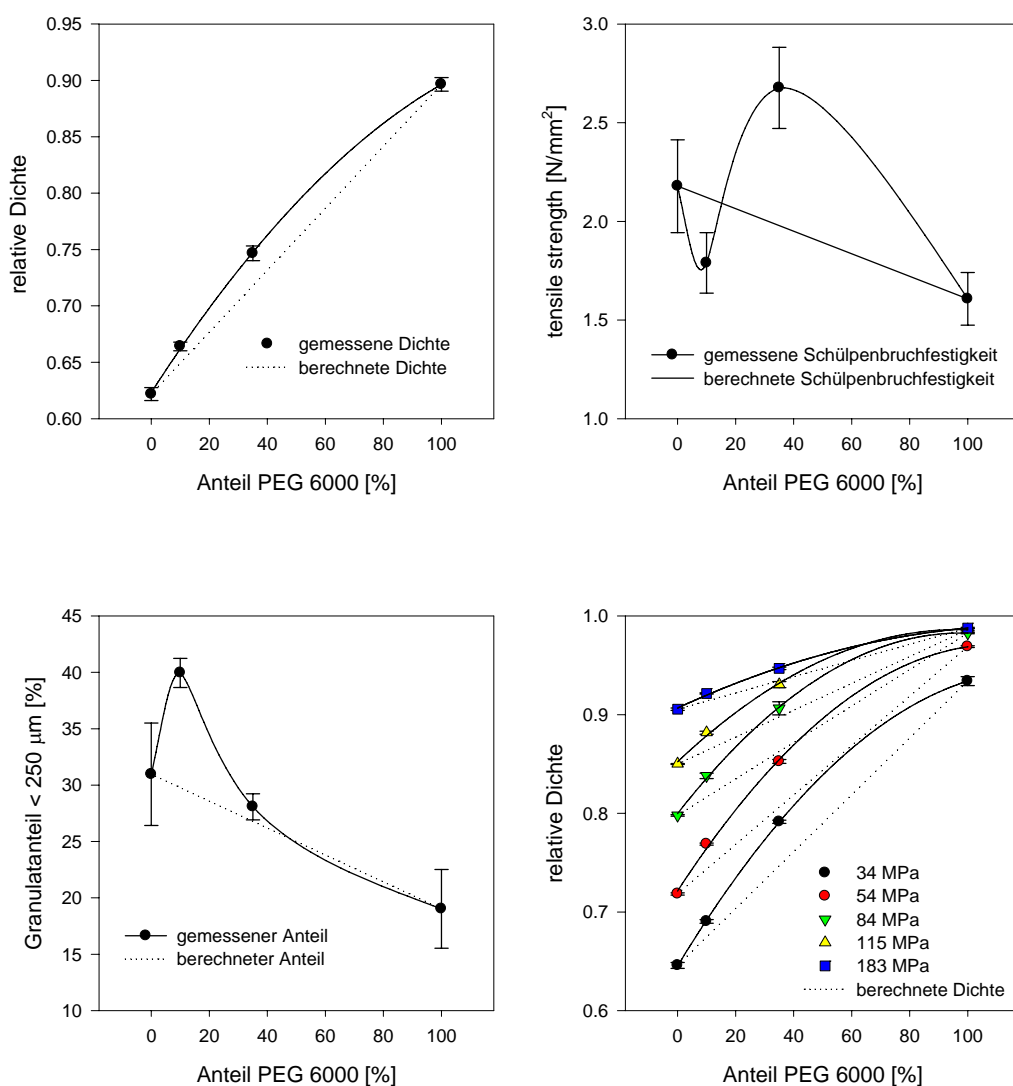 0.95
0.90
0.85
0.80
0.75
0.70
0.65
0.60
relative Dichte
gemessene Dichte
berechnete Dichte
0 20 40 60 80 100
Anteil PEG 6000 [%]
3.0
2.5
2.0
1.5
1.0
tensile strength [N/mm²]
gemessene Schülpenbruchfestigkeit
berechnete Schülpenbruchfestigkeit
0 20 40 60 80 100
Anteil PEG 6000 [%]
45
40
35
30
25
20
15
10
Granulatanteil < 250 μm [%]
gemessener Anteil
berechneter Anteil
0 20 40 60 80 100
Anteil PEG 6000 [%]
1.0
0.9
0.8
0.7
0.6
relative Dichte
34 MPa
54 MPa
84 MPa
115 MPa
183 MPa
berechnete Dichte
0 20 40 60 80 100
Anteil PEG 6000 [%]